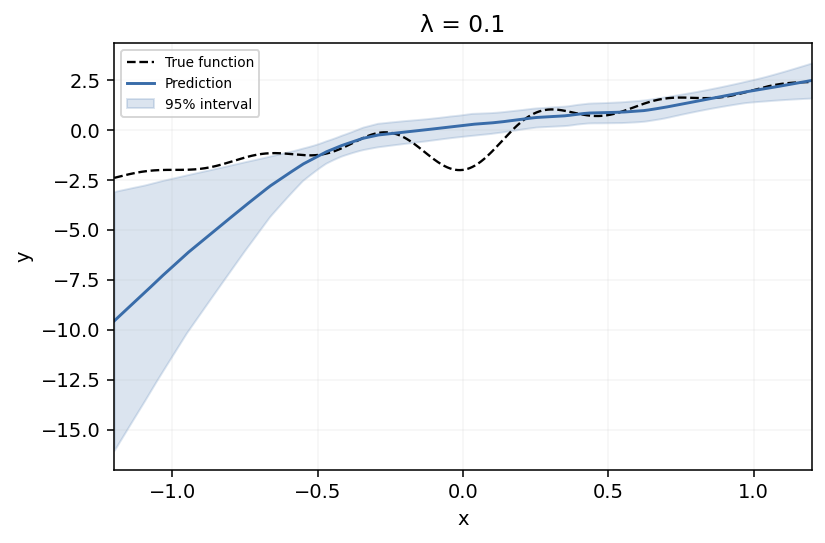 λ = 0.1
True function
Prediction
95% interval
y
2.5
0.0
−2.5
−5.0
−7.5
−10.0
−12.5
−15.0
−1.0 −0.5 0.0 0.5 1.0
x